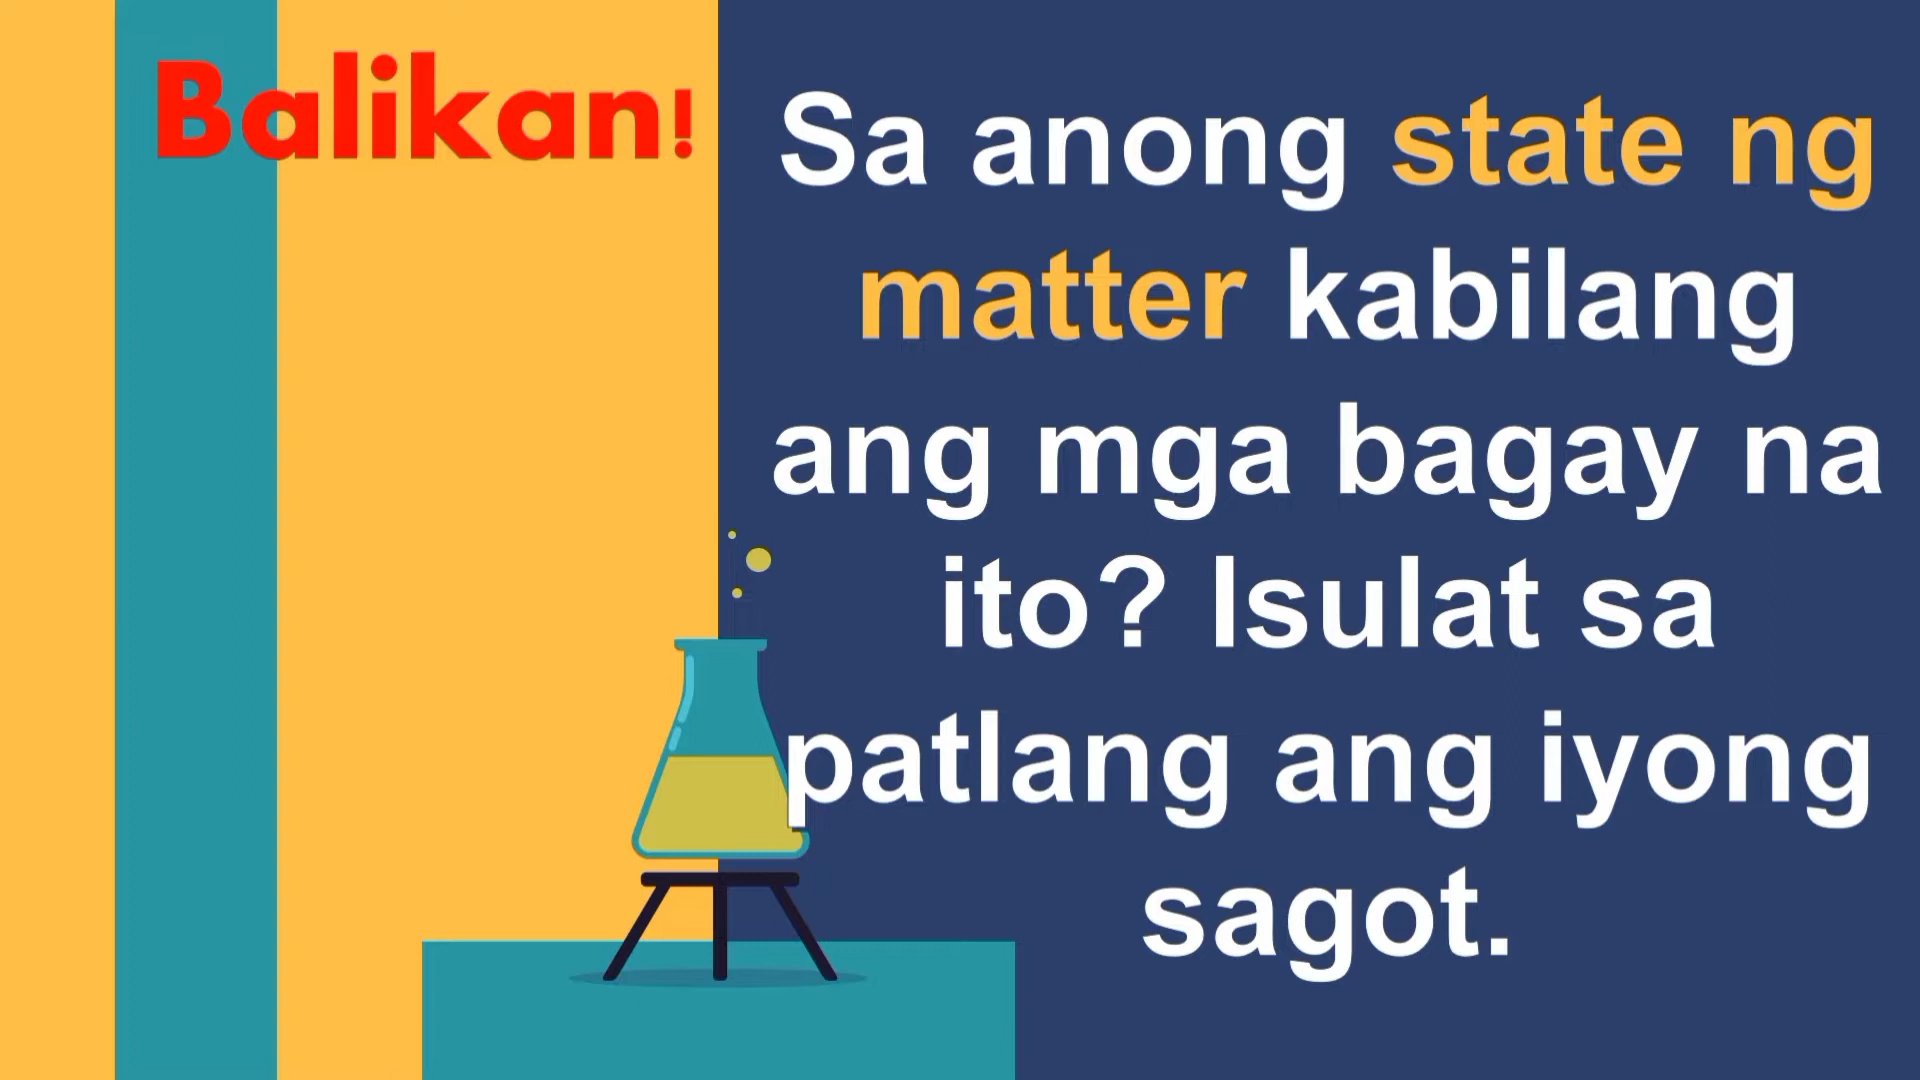 Balikan!
Sa anong state ng
matter kabilang
ang mga bagay na
ito? Isulat sa
patlang ang iyong
sagot.